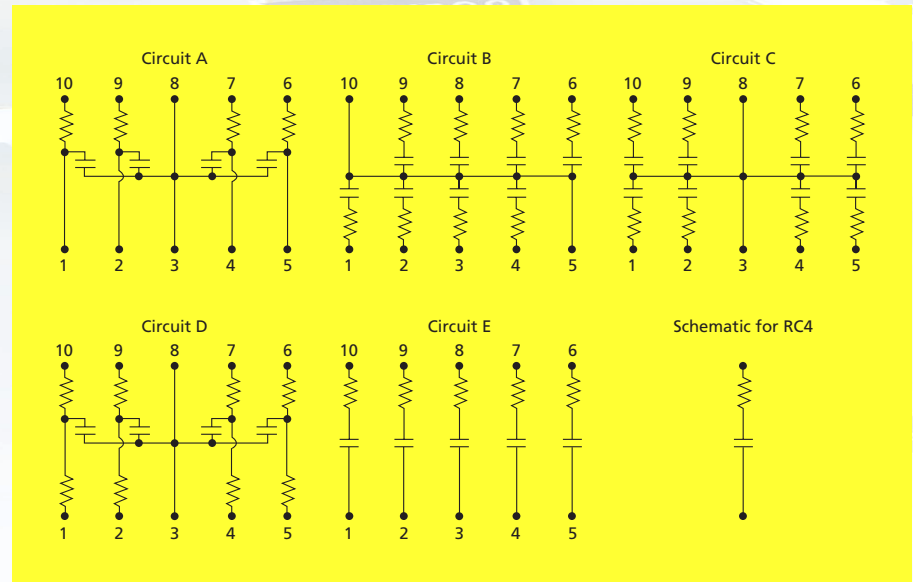 Circuit A Circuit B Circuit C
10 9 8 7 6 10 9 8 7 6 10 9 8 7 6
1 2 3 4 5 1 2 3 4 5 1 2 3 4 5
Circuit D Circuit E Schematic for RC4
10 9 8 7 6 10 9 8 7 6
1 2 3 4 5 1 2 3 4 5